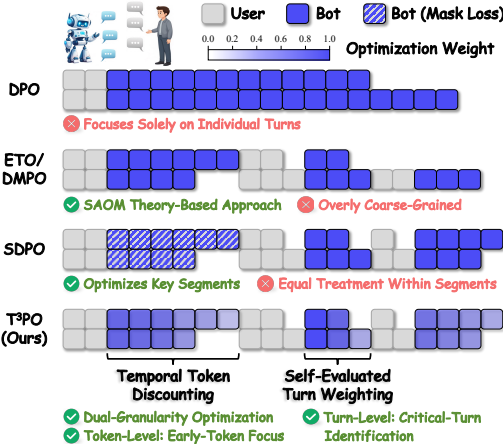 User Bot Bot (Mask Loss)
0.0 0.2 0.4 0.6 0.8 1.0
Optimization Weight
DPO
Focuses Solely on Individual Turns
ETO/
DMPO
SAOM Theory-Based Approach Overly Coarse-Grained
SDPO
Optimizes Key Segments Equal Treatment Within Segments
T³PO
(Ours)
Temporal Token
Discounting
Self-Evaluated
Turn Weighting
Dual-Granularity Optimization
Token-Level: Early-Token Focus
Turn-Level: Critical-Turn
Identification